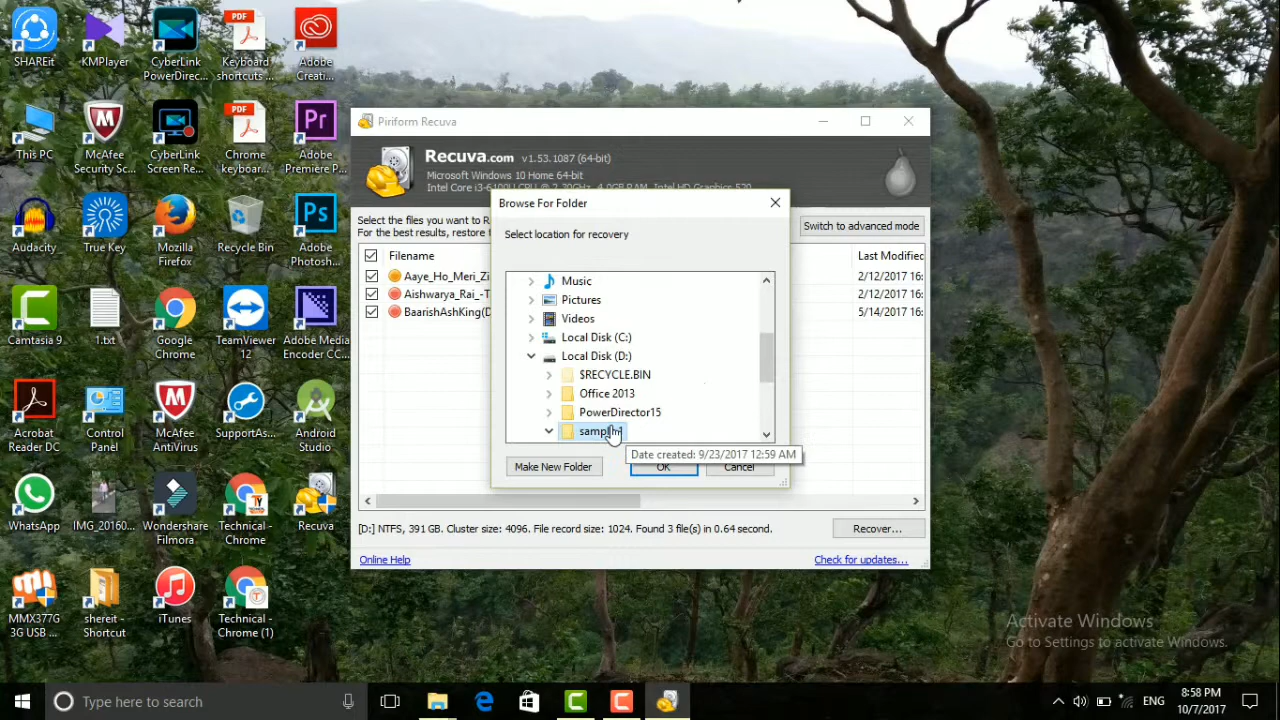 SHAREit
KMPlayer
CyberLink
PowerDirec...
PDF
Keyboard
shortcuts ...
Adobe
Creati...
This PC
McAfee
Security Sc...
CyberLink
Screen Re...
PDF
Chrome
keyboard...
Pr
Adobe
Premiere P...
Audacity
True Key
Mozilla
Firefox
Recycle Bin
Ps
Adobe
Photosh...
Camtasia 9
1.txt
Google
Chrome
TeamViewer
12
Adobe Media
Encoder CC...
Acrobat
Reader DC
Control
Panel
McAfee
AntiVirus
SupportAs...
Android
Studio
WhatsApp
IMG_20160...
Wondershare
Filmora
Technical -
Chrome
Recuva
MMX377G
3G USB ...
shereit -
Shortcut
iTunes
Technical -
Chrome (1)
Piriform Recuva
Recuva.com v1.53.1087 (64-bit)
Microsoft Windows 10 Home 64-bit
Intel Core i3-6100U CPU @ 2.30GHz, 4.0GB RAM, Intel HD Graphics 520
Select the files you want to R
For the best results, restore t
Switch to advanced mode
Filename
Last Modified
Aaye_Ho_Meri_Zi
2/12/2017 16:
Aishwarya_Rai_-T
2/12/2017 16:
BaarishAshKing(D
5/14/2017 16:
Browse For Folder
Select location for recovery
Music
Pictures
Videos
Local Disk (C:)
Local Disk (D:)
$RECYCLE.BIN
Office 2013
PowerDirector15
Date created: 9/23/2017 12:59 AM
Make New Folder
OK
Cancel
[D:] NTFS, 391 GB. Cluster size: 4096. File record size: 1024. Found 3 file(s) in 0.64 second.
Recover...
Online Help
Check for updates...
Activate Windows
Go to Settings to activate Windows.
Type here to search
ENG
8:58 PM
10/7/2017